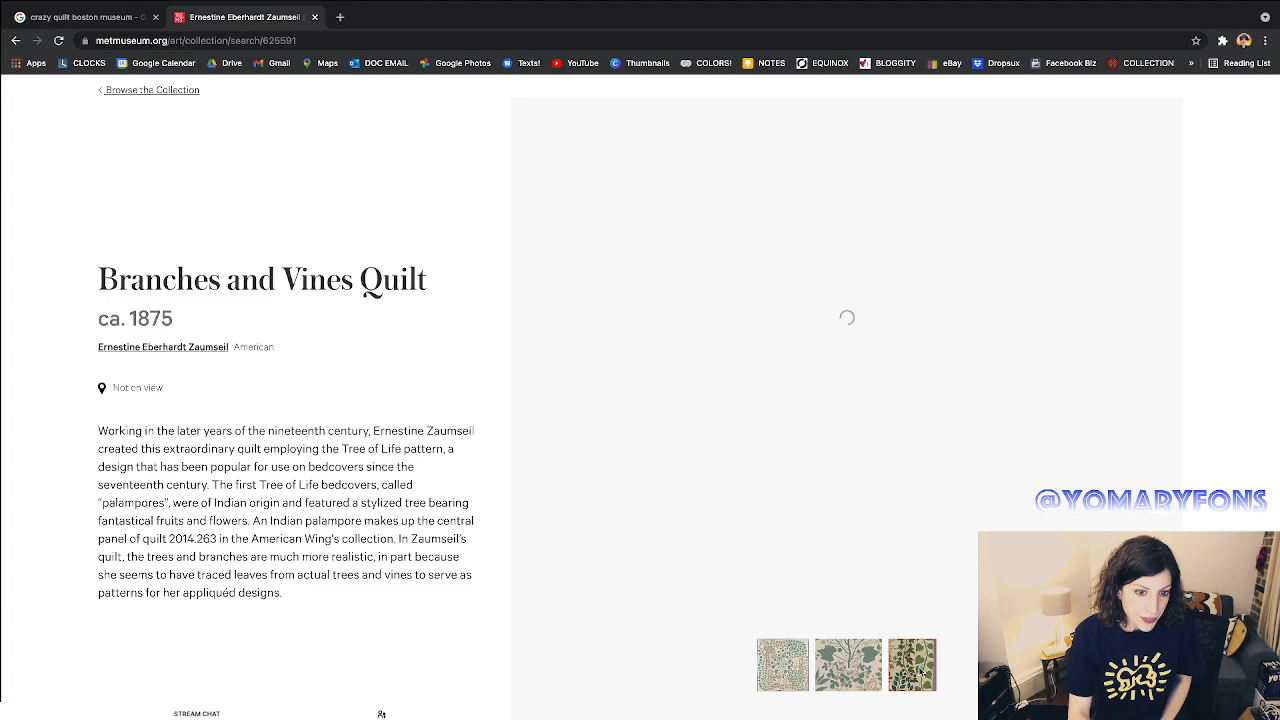 crazy quilt boston museum - G
Ernestine Eberhardt Zaumseil |
metmuseum.org/art/collection/search/625591
Apps CLOCKS Google Calendar Drive Gmail Maps DOC EMAIL Google Photos Texts! YouTube Thumbnails COLORS! NOTES EQUINOX BLOGGITY eBay Dropsux Facebook Biz COLLECTION » Reading List
Browse the Collection
Branches and Vines Quilt
ca. 1875
Ernestine Eberhardt Zaumseil American
Not on view
Working in the later years of the nineteenth century, Ernestine Zaumseil
created this extraordinary quilt employing the Tree of Life pattern, a
design that has been popular for use on bedcovers since the
seventeenth century. The first Tree of Life bedcovers, called
“palampores”, were of Indian origin and featured a stylized tree bearing
fantastical fruits and flowers. An Indian palampore makes up the central
panel of quilt 2014.263 in the American Wing's collection. In Zaumseil's
quilt, the trees and branches are much more realistic, in part because
she seems to have traced leaves from actual trees and vines to serve as
patterns for her appliquéd designs.
@YOMARYFONS
STREAM CHAT